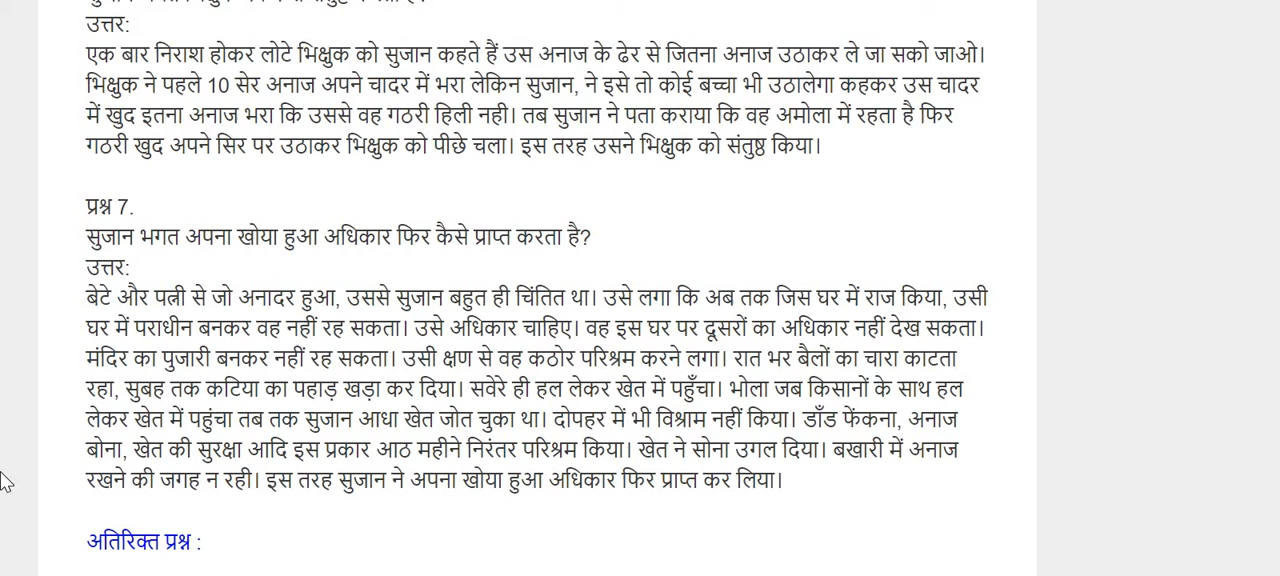 उत्तर:
एक बार निराश होकर लोटे भिक्षुक को सुजान कहते हैं उस अनाज के ढेर से जितना अनाज उठाकर ले जा सको जाओ।
भिक्षुक ने पहले 10 सेर अनाज अपने चादर में भरा लेकिन सुजान, ने इसे तो कोई बच्चा भी उठालेगा कहकर उस चादर
में खुद इतना अनाज भरा कि उससे वह गठरी हिली नही। तब सुजान ने पता कराया कि वह अमोला में रहता है फिर
गठरी खुद अपने सिर पर उठाकर भिक्षुक को पीछे चला। इस तरह उसने भिक्षुक को संतुष्ठ किया।
प्रश्न 7.
सुजान भगत अपना खोया हुआ अधिकार फिर कैसे प्राप्त करता है?
उत्तर:
बेटे और पत्नी से जो अनादर हुआ, उससे सुजान बहुत ही चिंतित था। उसे लगा कि अब तक जिस घर में राज किया, उसी
घर में पराधीन बनकर वह नहीं रह सकता। उसे अधिकार चाहिए। वह इस घर पर दूसरों का अधिकार नहीं देख सकता।
मंदिर का पुजारी बनकर नहीं रह सकता। उसी क्षण से वह कठोर परिश्रम करने लगा। रात भर बैलों का चारा काटता
रहा, सुबह तक कटिया का पहाड़ खड़ा कर दिया। सवेरे ही हल लेकर खेत में पहुँचा। भोला जब किसानों के साथ हल
लेकर खेत में पहुंचा तब तक सुजान आधा खेत जोत चुका था। दोपहर में भी विश्राम नहीं किया। डाँड फेंकना, अनाज
बोना, खेत की सुरक्षा आदि इस प्रकार आठ महीने निरंतर परिश्रम किया। खेत ने सोना उगल दिया। बखारी में अनाज
रखने की जगह न रही। इस तरह सुजान ने अपना खोया हुआ अधिकार फिर प्राप्त कर लिया।
अतिरिक्त प्रश्न :